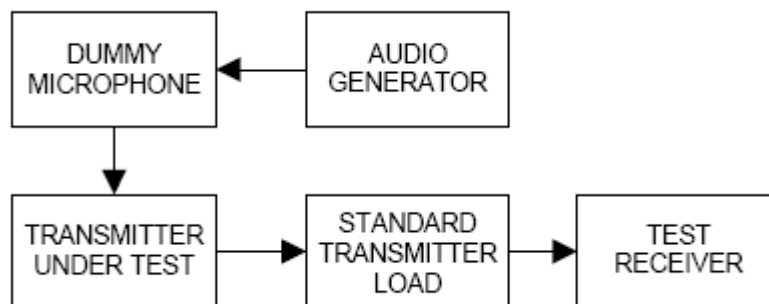 DUMMY
MICROPHONE
AUDIO
GENERATOR
TRANSMITTER
UNDER TEST
STANDARD
TRANSMITTER
LOAD
TEST
RECEIVER